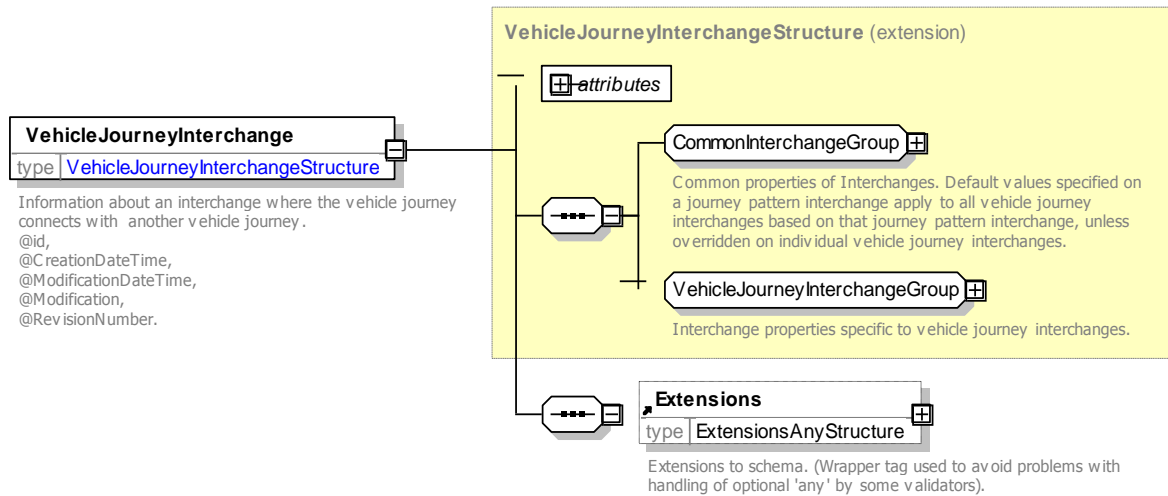 VehicleJourneyInterchangeStructure (extension)
attributes
VehicleJourneyInterchange
type VehicleJourneyInterchangeStructure
Information about an interchange where the vehicle journey
connects with another vehicle journey.
@id,
@CreationDateTime,
@ModificationDateTime,
@Modification,
@RevisionNumber.
CommonInterchangeGroup
Common properties of Interchanges. Default values specified on
a journey pattern interchange apply to all vehicle journey
interchanges based on that journey pattern interchange, unless
overridden on individual vehicle journey interchanges.
VehicleJourneyInterchangeGroup
Interchange properties specific to vehicle journey interchanges.
Extensions
type ExtensionsAnyStructure
Extensions to schema. (Wrapper tag used to avoid problems with
handling of optional 'any' by some validators).